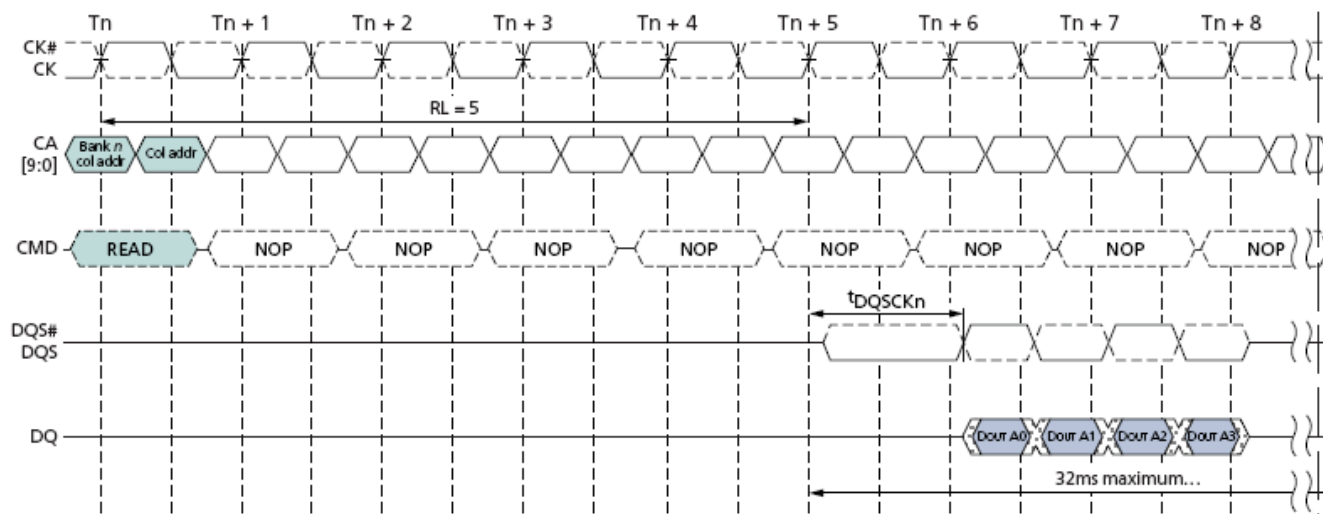 Tn Tn + 1 Tn + 2 Tn + 3 Tn + 4 Tn + 5 Tn + 6 Tn + 7 Tn + 8
CK#
CK
RL = 5
CA
[9:0]
Bank n
col addr
Col addr
CMD READ NOP NOP NOP NOP NOP NOP NOP NOP
tDQSCKn
DQS#
DQS
DQ DOUT A0 DOUT A1 DOUT A2 DOUT A3
32ms maximum…